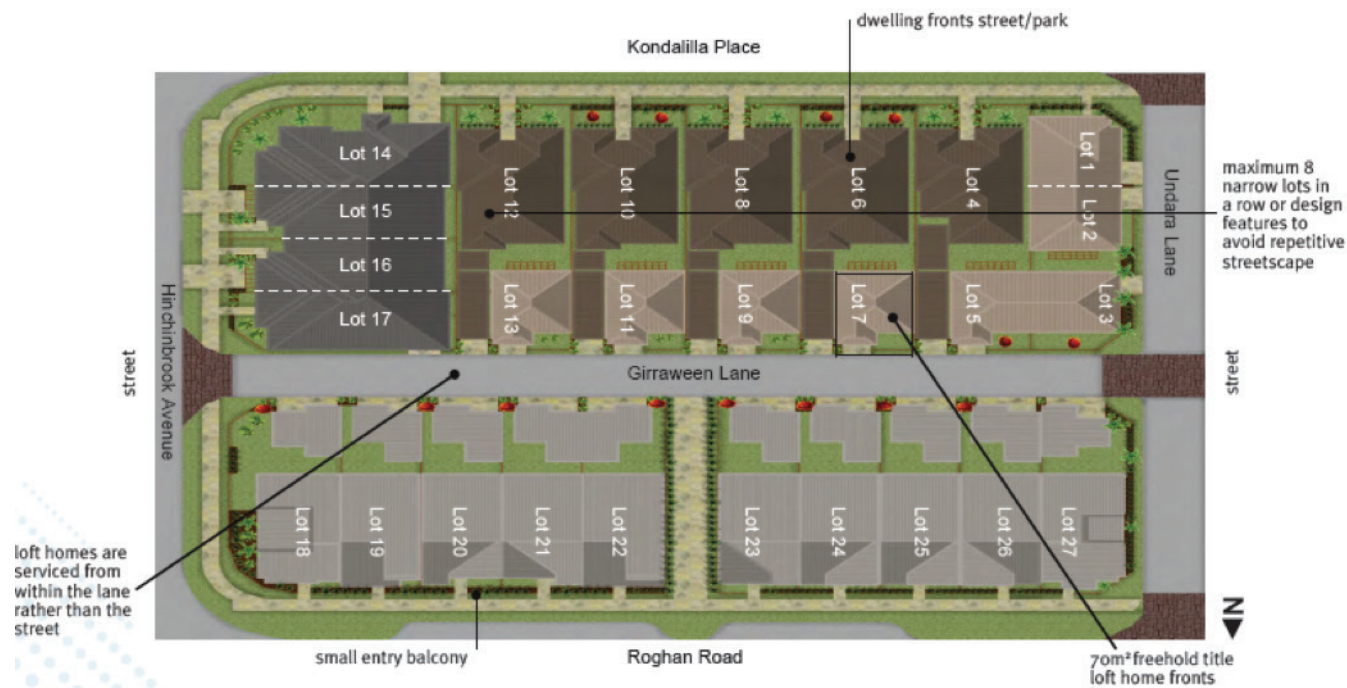 dwelling fronts street/park
Kondalilla Place
Lot 14
Lot 15
Lot 16
Lot 17
Lot 12
Lot 10
Lot 8
Lot 6
Lot 4
Lot 1
Lot 2
Lot 13
Lot 11
Lot 9
Lot 7
Lot 5
Lot 3
Undara Lane
maximum 8
narrow lots in
a row or design
features to
avoid repetitive
streetscape
Hinchinbrook Avenue
street
Girraween Lane
street
Lot 18
Lot 19
Lot 20
Lot 21
Lot 22
Lot 23
Lot 24
Lot 25
Lot 26
Lot 27
loft homes are
serviced from
within the lane
rather than the
street
small entry balcony
Roghan Road
N
70m² freehold title
loft home fronts